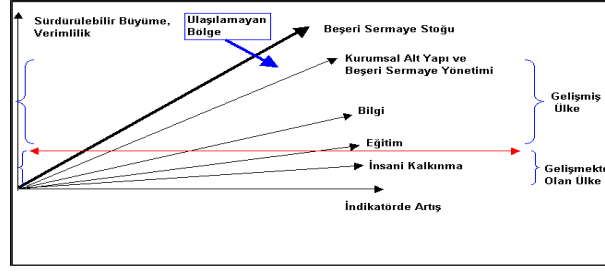 Sürdürülebilir Büyüme,
Verimlilik
Ulaşılamayan
Bölge
Beşeri Sermaye Stoğu
Kurumsal Alt Yapı ve
Beşeri Sermaye Yönetimi
Gelişmiş
Ülke
Bilgi
Eğitim
İnsani Kalkınma
Gelişmekte
Olan Ülke
İndikatörde Artış